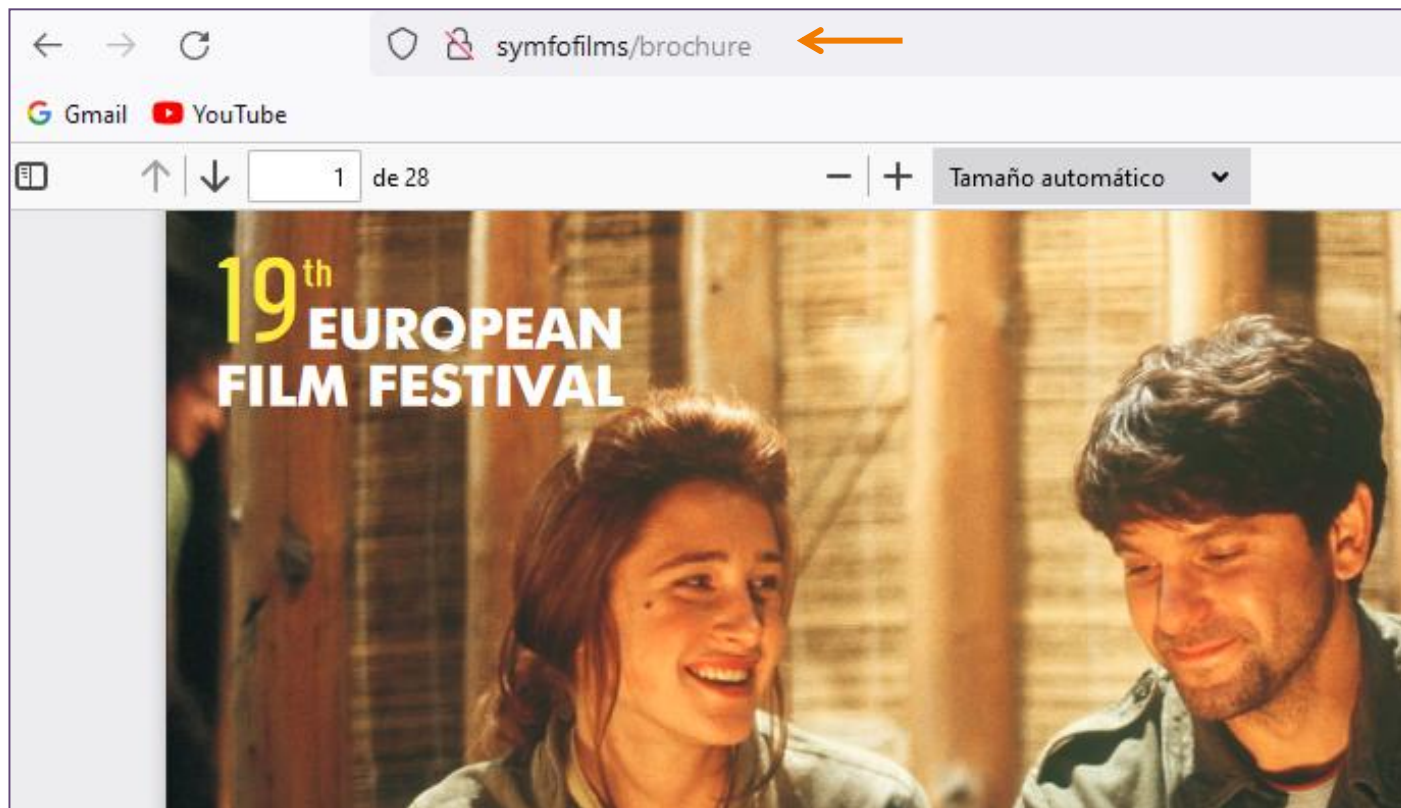 symfofilms/brochure
Gmail YouTube
1 de 28 Tamaño automático
19th
EUROPEAN
FILM FESTIVAL